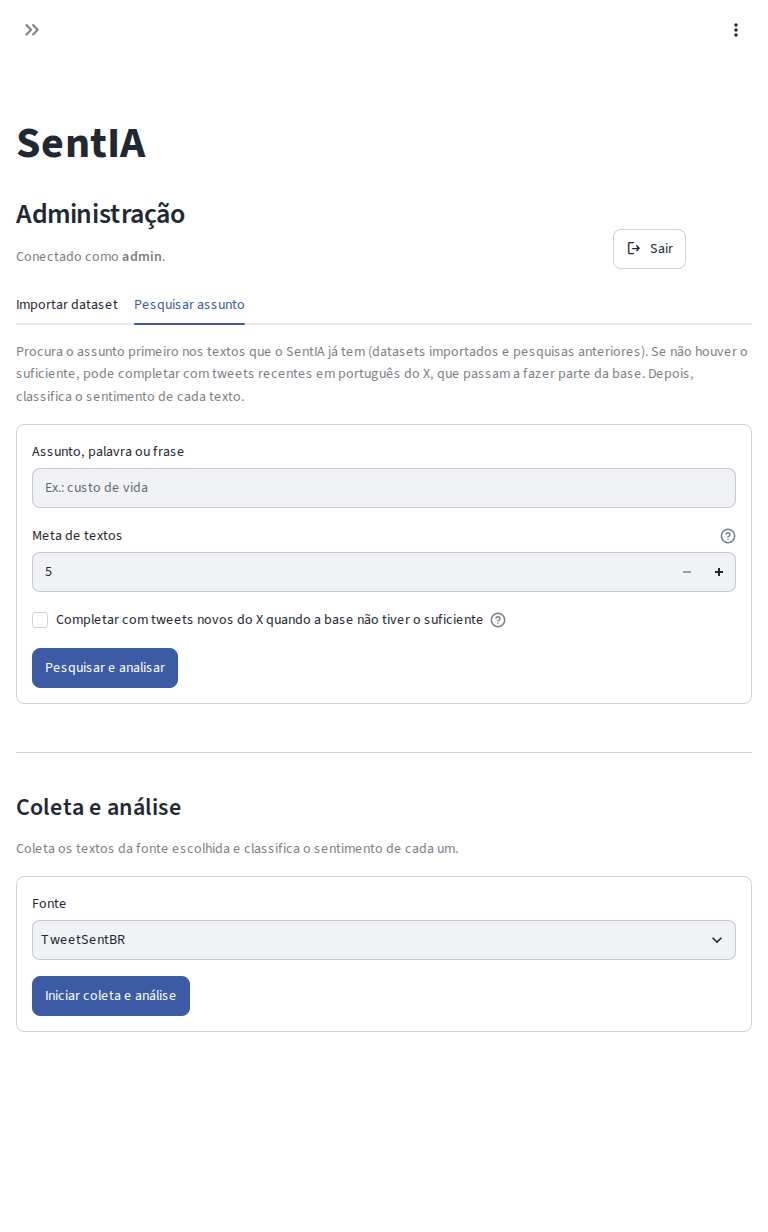 SentIA
Administração
Conectado como admin.
Sair
Importar dataset
Pesquisar assunto
Procura o assunto primeiro nos textos que o SentIA já tem (datasets importados e pesquisas anteriores). Se não houver o
suficiente, pode completar com tweets recentes em português do X, que passam a fazer parte da base. Depois,
classifica o sentimento de cada texto.
Assunto, palavra ou frase
Ex.: custo de vida
Meta de textos
5
Completar com tweets novos do X quando a base não tiver o suficiente
Pesquisar e analisar
Coleta e análise
Coleta os textos da fonte escolhida e classifica o sentimento de cada um.
Fonte
TweetSentBR
Iniciar coleta e análise